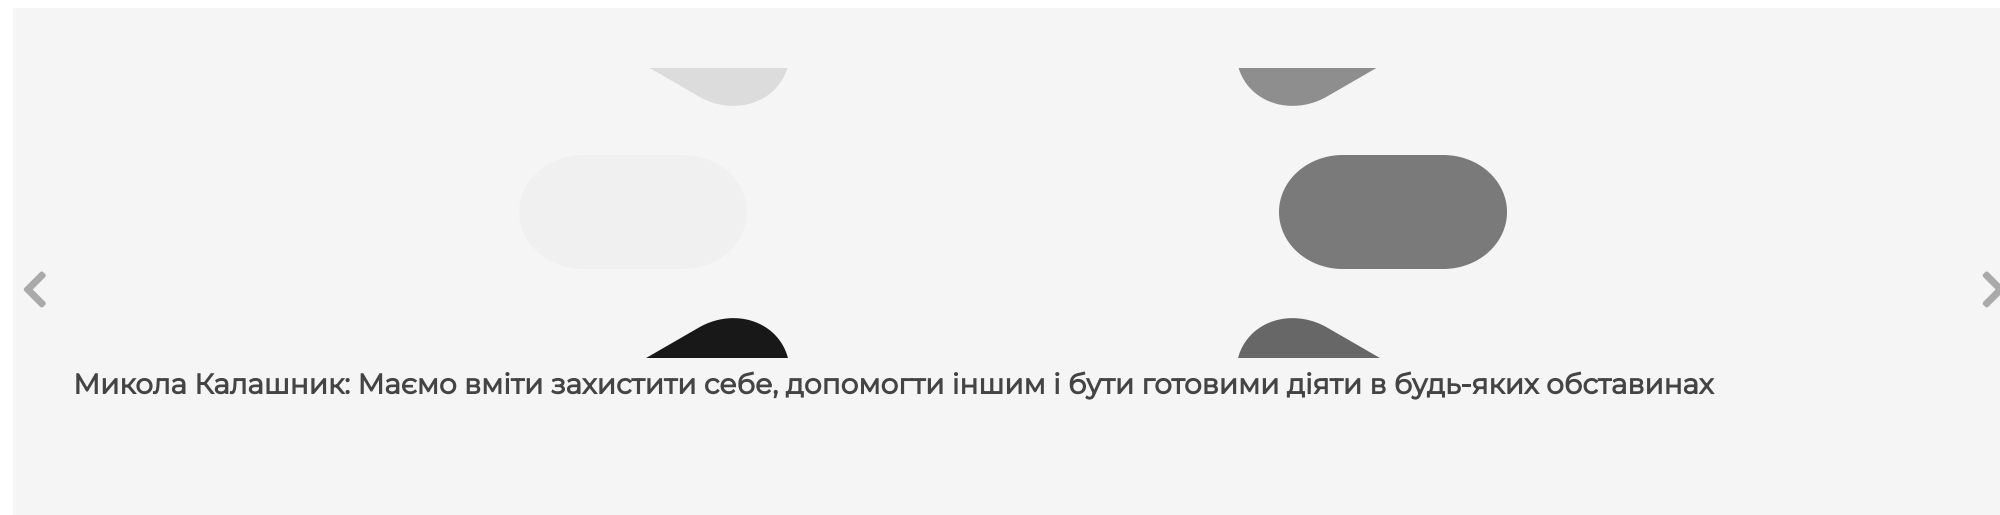 Микола Калашник: Маємо вміти захистити себе, допомогти іншим і бути готовими діяти в будь-яких обставинах